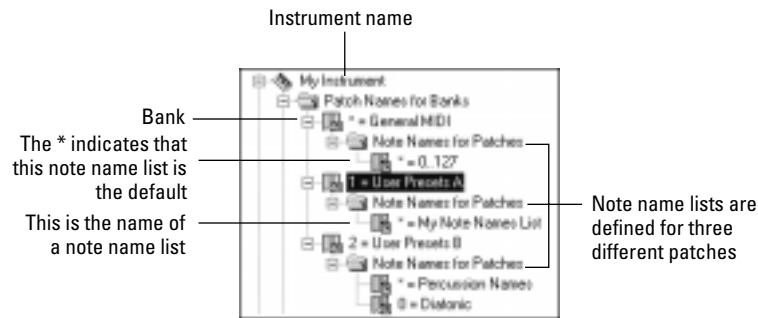 Instrument name
My Instrument
Patch Names for Banks
Bank
* = General MIDI
The * indicates that
this note name list is
the default
Note Names for Patches
* = 0..127
1 = User Presets A
Note Names for Patches
This is the name of
a note name list
* = My Note Names List
Note name lists are
defined for three
different patches
2 = User Presets B
Note Names for Patches
* = Percussion Names
0 = Diatonic